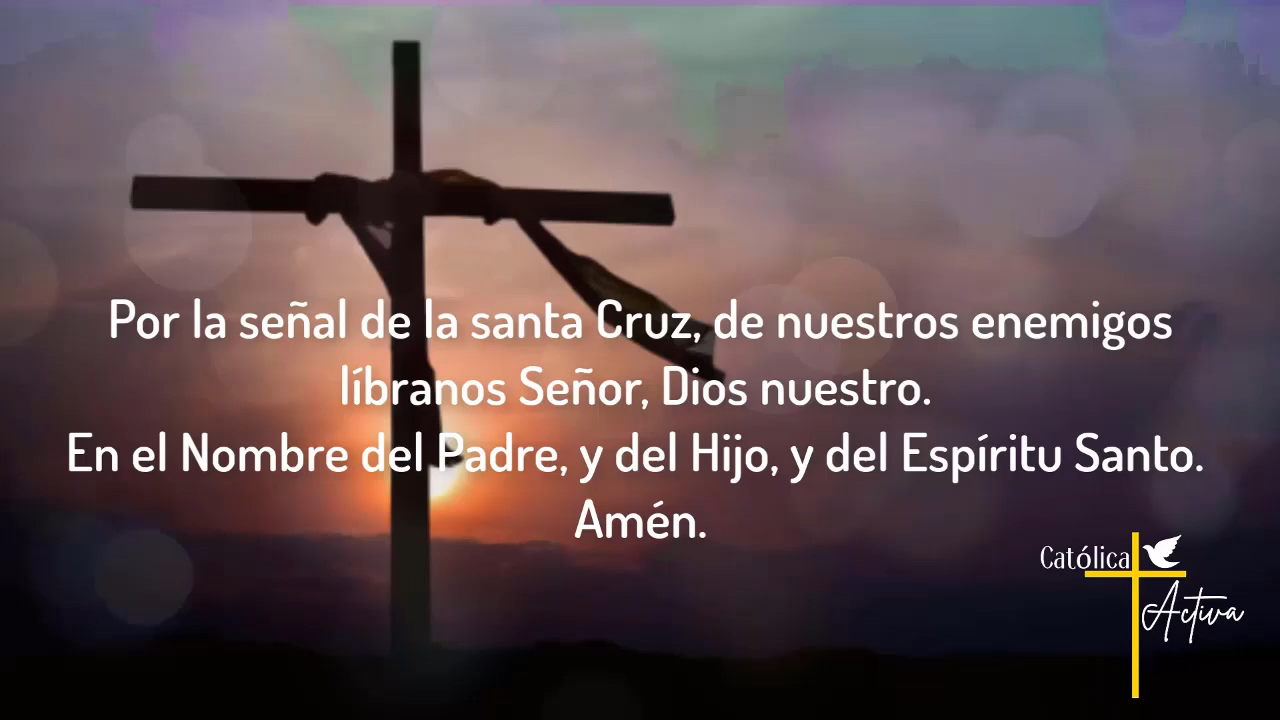 Por la señal de la santa Cruz, de nuestros enemigos
líbranos Señor, Dios nuestro.
En el Nombre del Padre, y del Hijo, y del Espíritu Santo.
Amén.
Católica
Activa